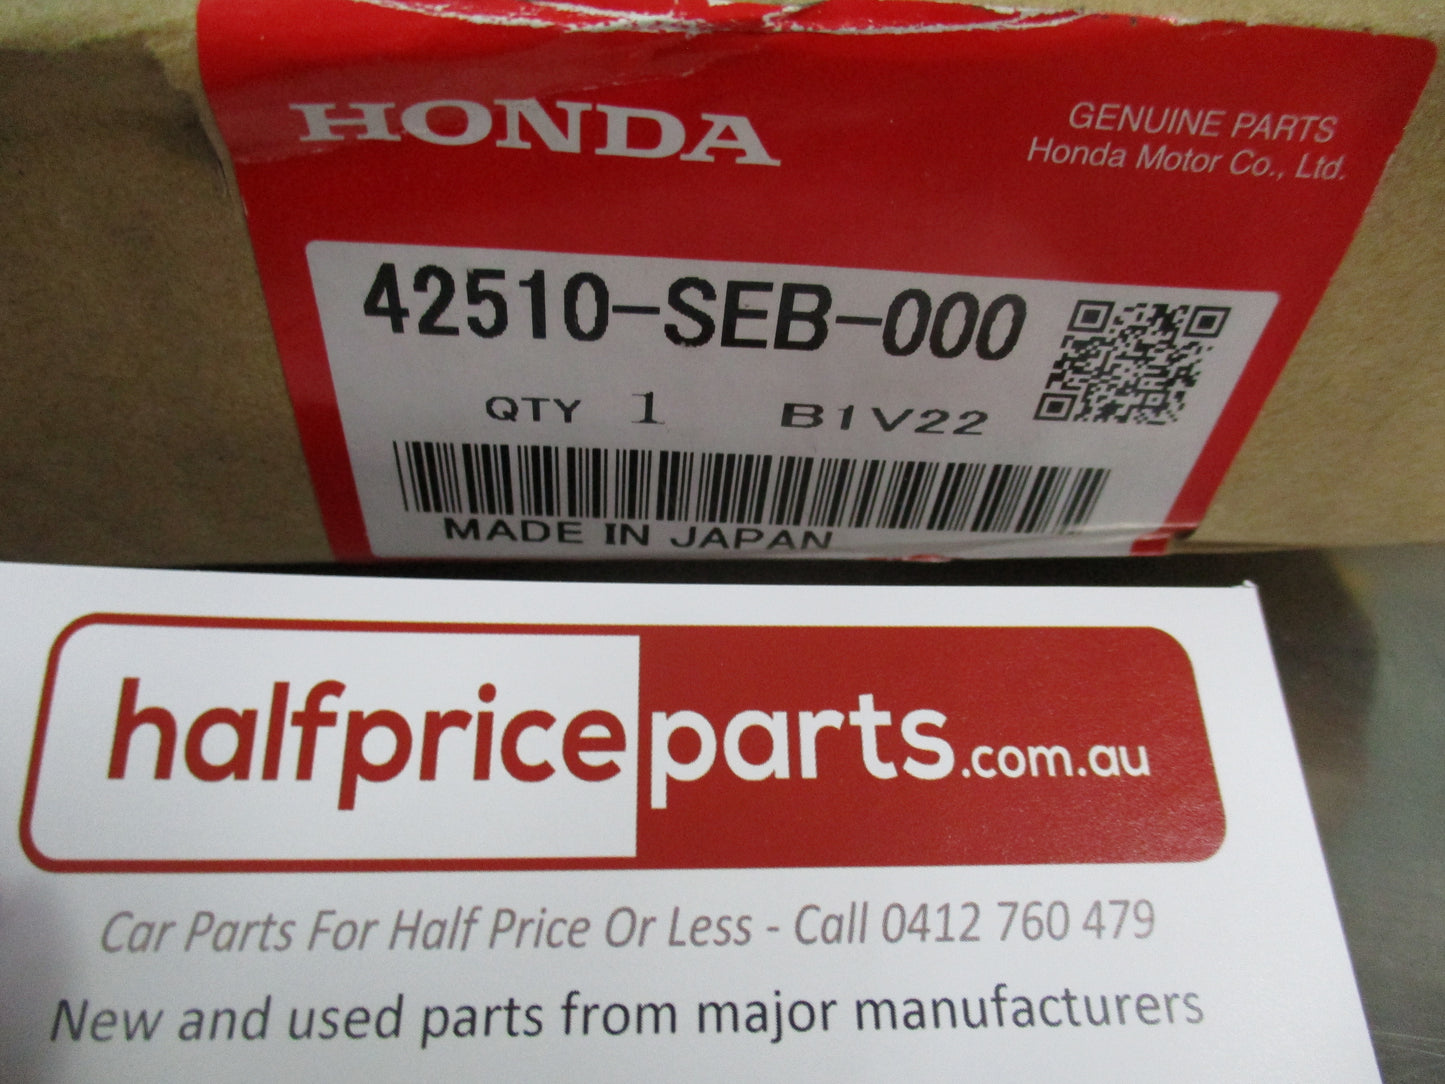 HONDA
GENUINE PARTS
Honda Motor Co., Ltd.
42510-SEB-000
QTY 1 B1V22
MADE IN JAPAN
halfpriceparts.com.au
Car Parts For Half Price Or Less - Call 0412 760 479
New and used parts from major manufacturers